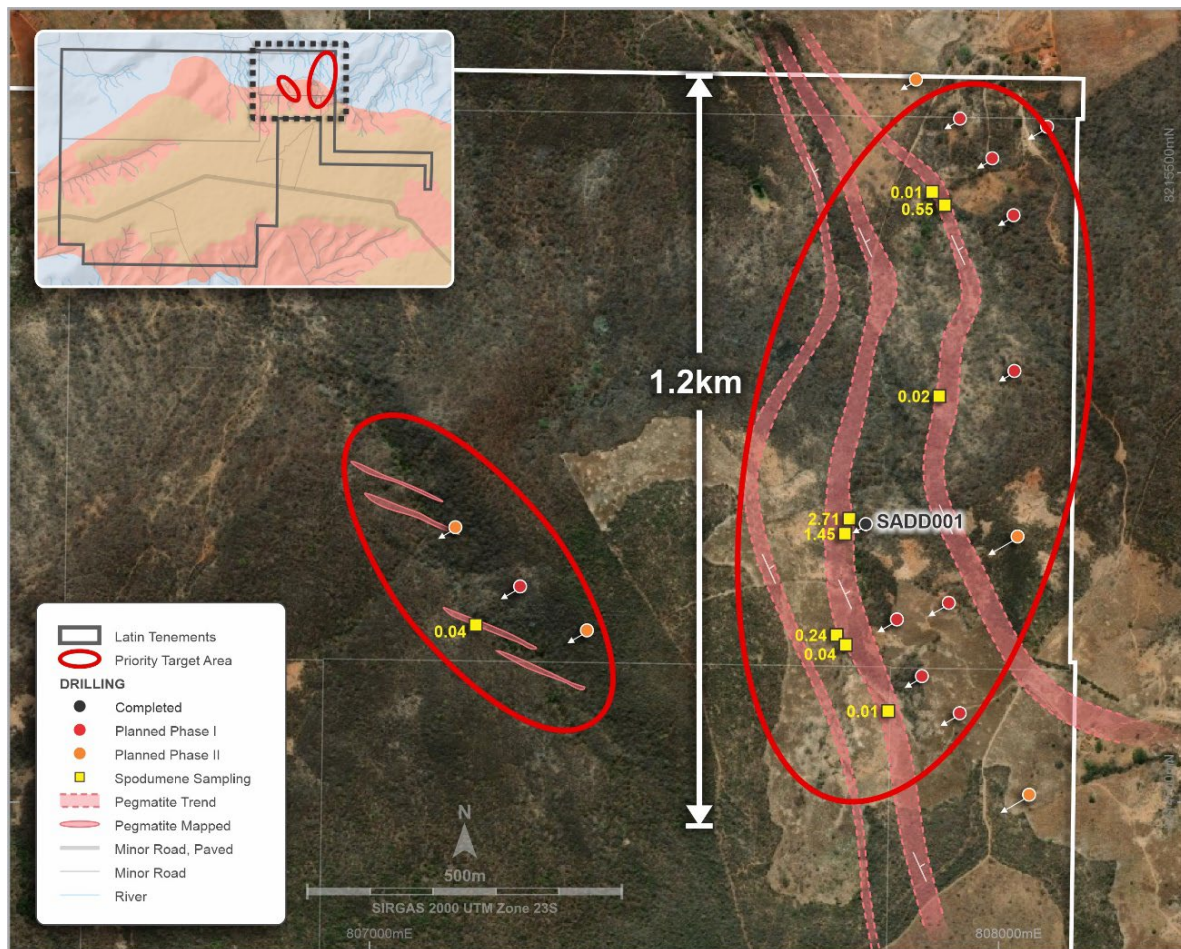 8215500mN
0.01
0.55
1.2km
0.02
2.71
SADD001
1.45
0.04
0.24
0.04
0.01
Latin Tenements
Priority Target Area
DRILLING
Completed
Planned Phase I
Planned Phase II
Spodumene Sampling
Pegmatite Trend
Pegmatite Mapped
Minor Road, Paved
Minor Road
River
N
500m
SIRGAS 2000 UTM Zone 23S
807000mE
808000mE